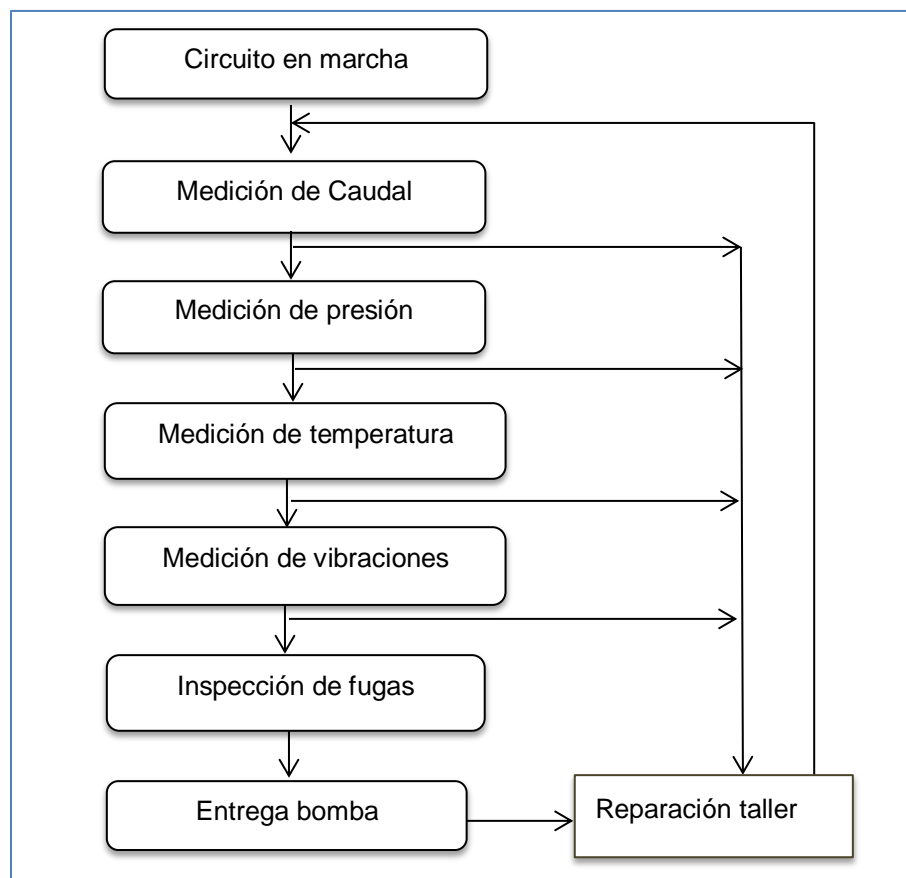 Circuito en marcha
Medición de Caudal
Medición de presión
Medición de temperatura
Medición de vibraciones
Inspección de fugas
Entrega bomba
Reparación taller